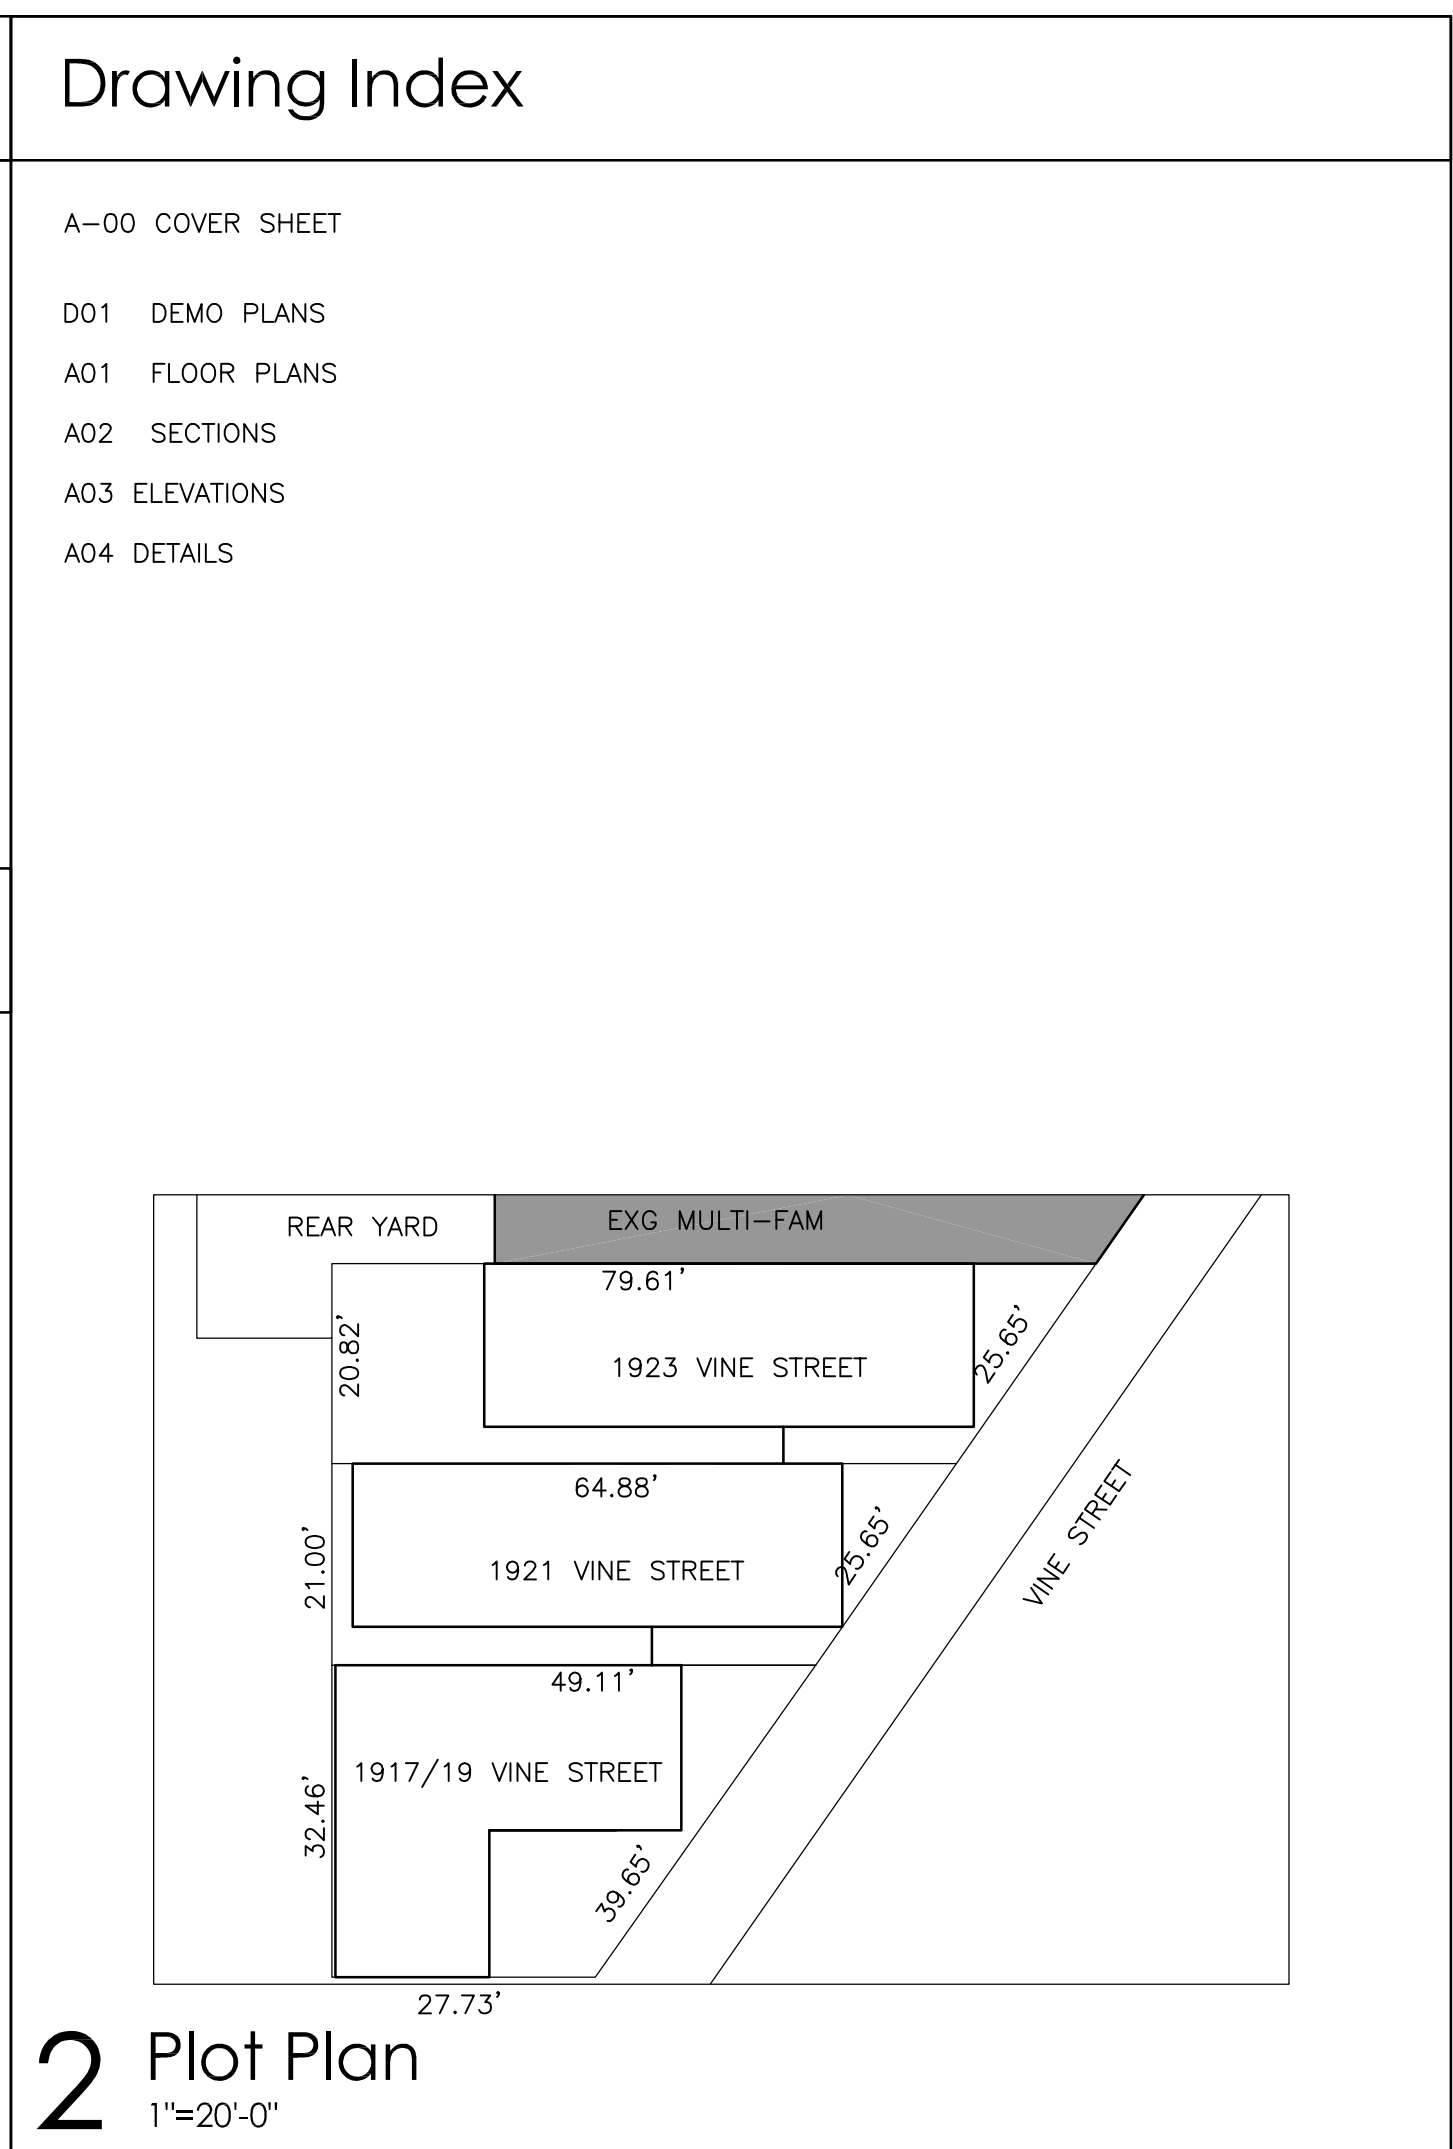 Drawing Index
A-00 COVER SHEET
D01 DEMO PLANS
A01 FLOOR PLANS
A02 SECTIONS
A03 ELEVATIONS
A04 DETAILS
REAR YARD
EXG MULTI-FAM
79.61'
20.82'
25.65'
1923 VINE STREET
64.88'
21.00'
25.65'
1921 VINE STREET
VINE STREET
49.11'
1917/19 VINE STREET
32.46'
39.65'
27.73'
2 Plot Plan
1"=20'-0"